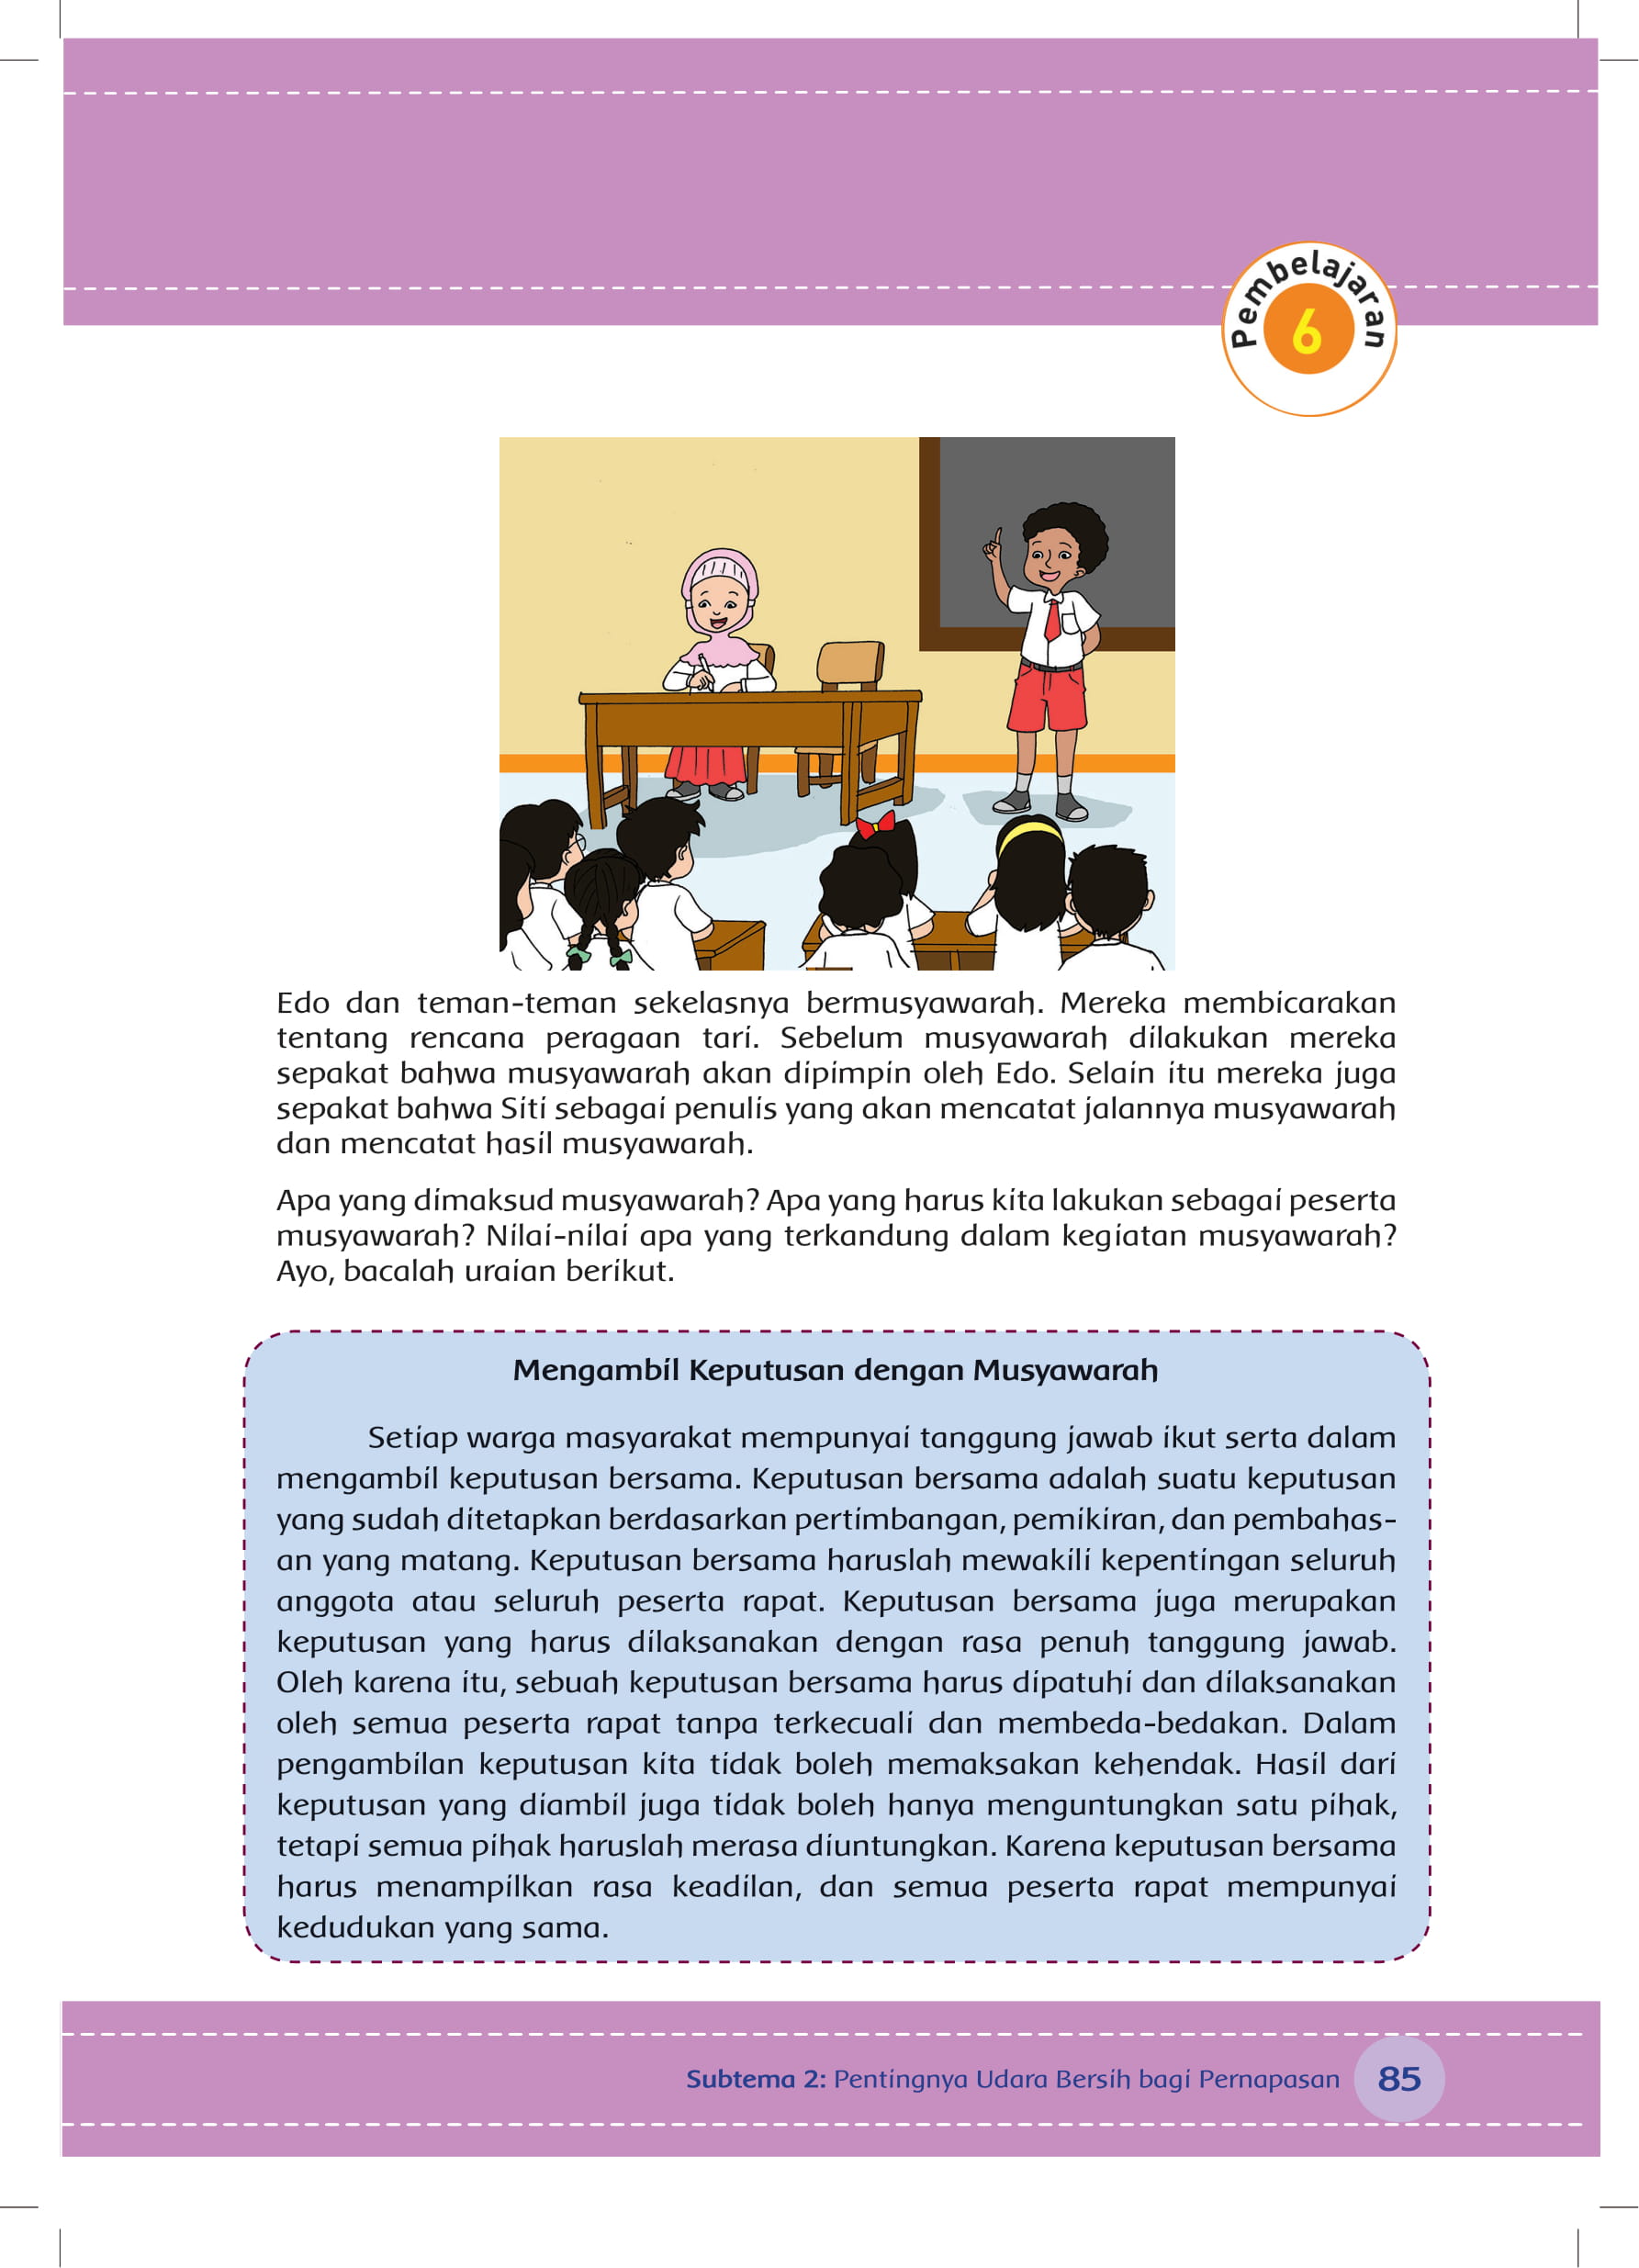 Pembelajaran
6
Edo dan teman-teman sekelasnya bermusyawarah. Mereka membicarakan
tentang rencana peragaan tari. Sebelum musyawarah dilakukan mereka
sepakat bahwa musyawarah akan dipimpin oleh Edo. Selain itu mereka juga
sepakat bahwa Siti sebagai penulis yang akan mencatat jalannya musyawarah
dan mencatat hasil musyawarah.
Apa yang dimaksud musyawarah? Apa yang harus kita lakukan sebagai peserta
musyawarah? Nilai-nilai apa yang terkandung dalam kegiatan musyawarah?
Ayo, bacalah uraian berikut.
Mengambil Keputusan dengan Musyawarah
Setiap warga masyarakat mempunyai tanggung jawab ikut serta dalam
mengambil keputusan bersama. Keputusan bersama adalah suatu keputusan
yang sudah ditetapkan berdasarkan pertimbangan, pemikiran, dan pembahas-
an yang matang. Keputusan bersama haruslah mewakili kepentingan seluruh
anggota atau seluruh peserta rapat. Keputusan bersama juga merupakan
keputusan yang harus dilaksanakan dengan rasa penuh tanggung jawab.
Oleh karena itu, sebuah keputusan bersama harus dipatuhi dan dilaksanakan
oleh semua peserta rapat tanpa terkecuali dan membeda-bedakan. Dalam
pengambilan keputusan kita tidak boleh memaksakan kehendak. Hasil dari
keputusan yang diambil juga tidak boleh hanya menguntungkan satu pihak,
tetapi semua pihak haruslah merasa diuntungkan. Karena keputusan bersama
harus menampilkan rasa keadilan, dan semua peserta rapat mempunyai
kedudukan yang sama.
Subtema 2: Pentingnya Udara Bersih bagi Pernapasan 85